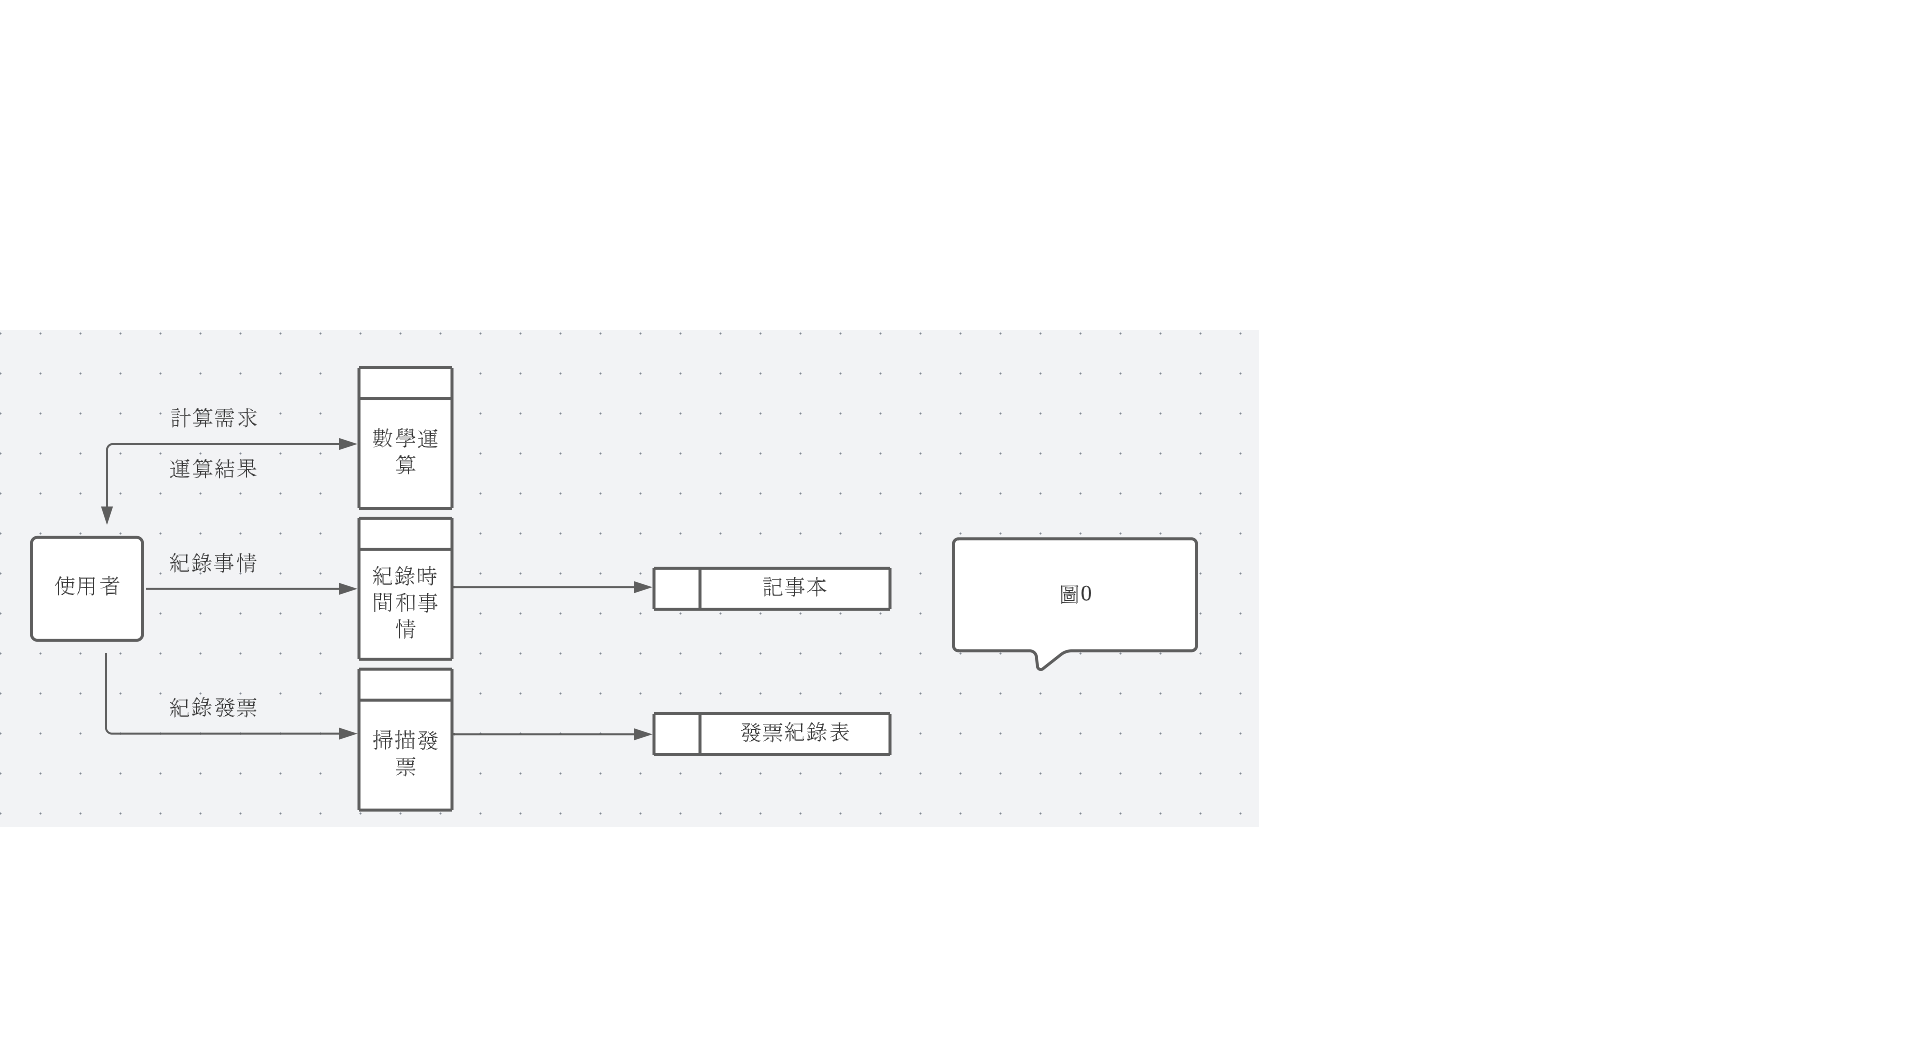 計算需求
運算結果
數學運
算
使用者
紀錄事情
紀錄時
間和事
情
記事本
圖0
紀錄發票
掃描發
票
發票紀錄表